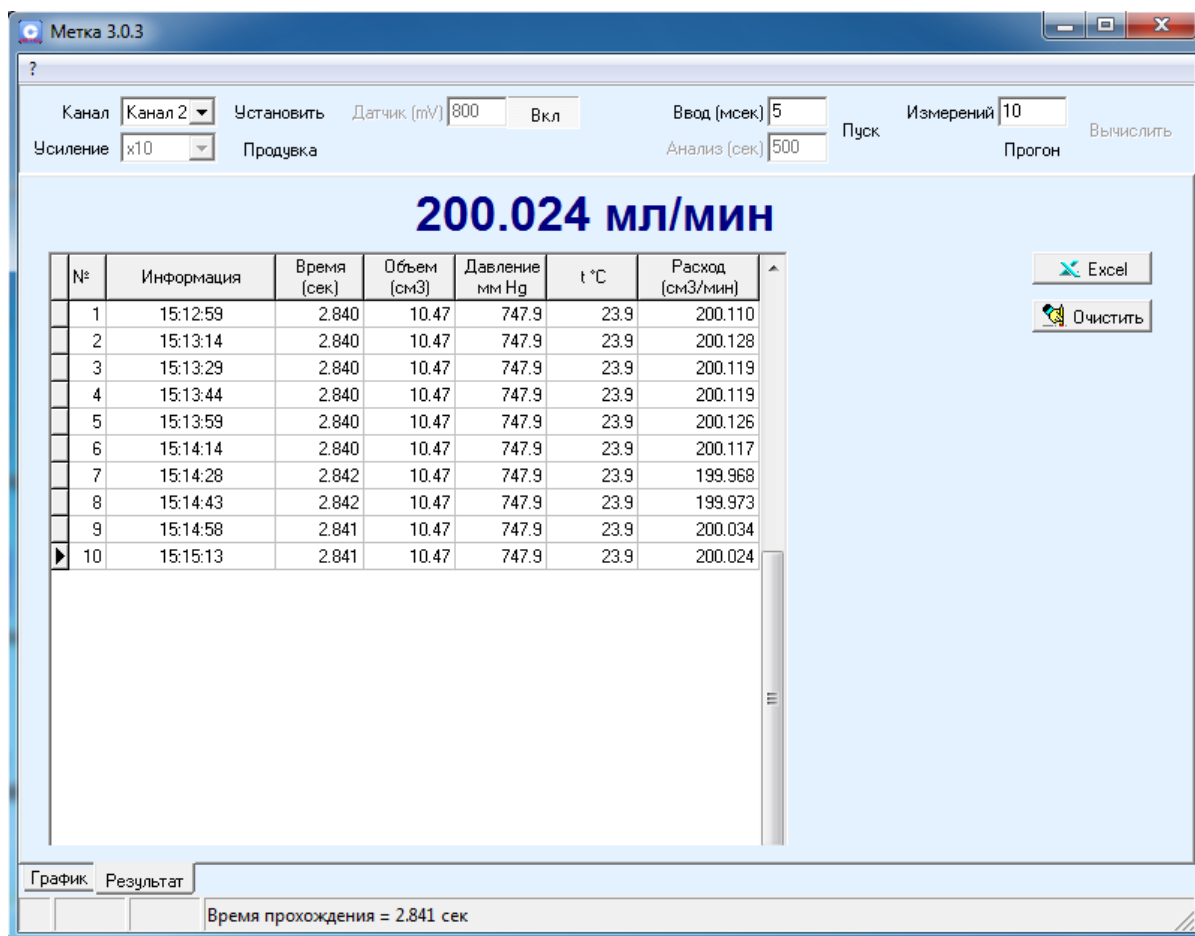 Метка 3.0.3
?
Канал Канал 2 Установить Датчик (mV) 800 Вкл Ввод (мсек) 5 Пуск Измерений 10 Вычислить
Усиление x10 Продувка Анализ (сек) 500 Прогон
200.024 мл/мин
№ Информация Время (сек) Объем (см3) Давление мм Hg t °C Расход (см3/мин)
1 15:12:59 2.840 10.47 747.9 23.9 200.110
2 15:13:14 2.840 10.47 747.9 23.9 200.128
3 15:13:29 2.840 10.47 747.9 23.9 200.119
4 15:13:44 2.840 10.47 747.9 23.9 200.119
5 15:13:59 2.840 10.47 747.9 23.9 200.126
6 15:14:14 2.840 10.47 747.9 23.9 200.117
7 15:14:28 2.842 10.47 747.9 23.9 199.968
8 15:14:43 2.842 10.47 747.9 23.9 199.973
9 15:14:58 2.841 10.47 747.9 23.9 200.034
10 15:15:13 2.841 10.47 747.9 23.9 200.024
Excel
Очистить
График Результат
Время прохождения = 2.841 сек